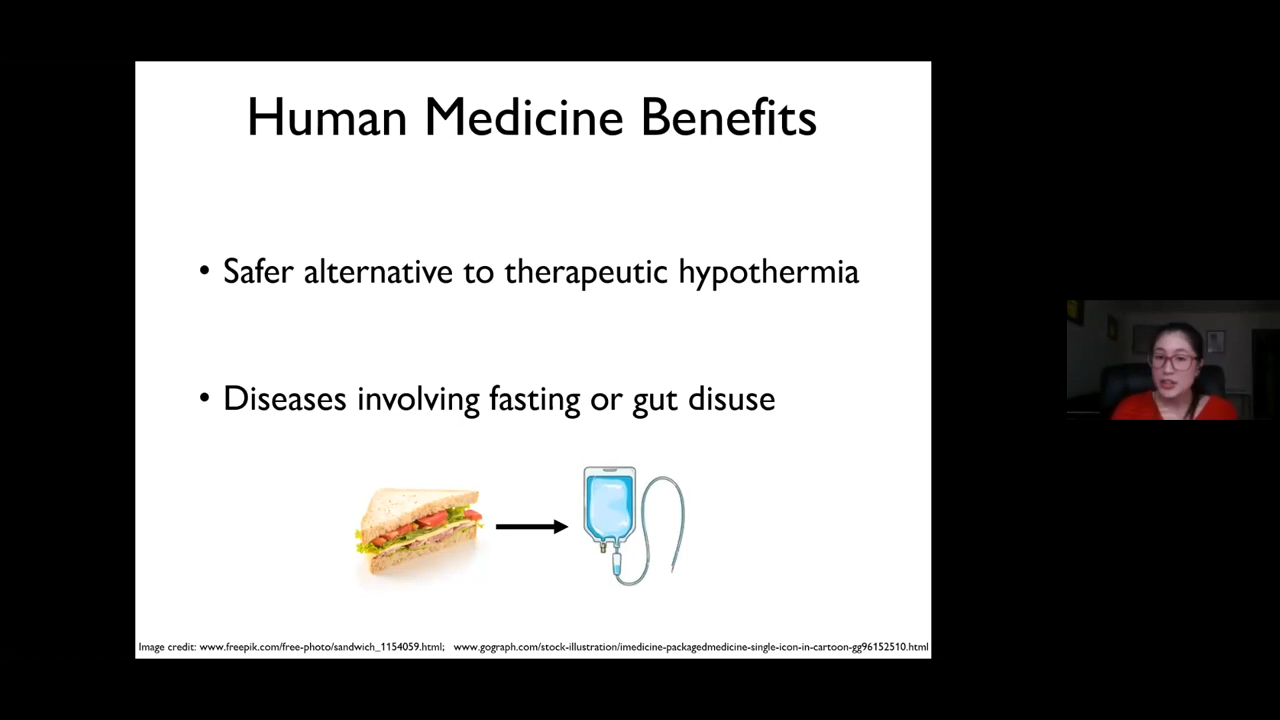 Human Medicine Benefits
• Safer alternative to therapeutic hypothermia
• Diseases involving fasting or gut disuse
Image credit: www.freepik.com/free-photo/sandwich_1154059.html; www.gograph.com/stock-illustration/imedicine-packagedmedicine-single-icon-in-cartoon-gg96152510.html